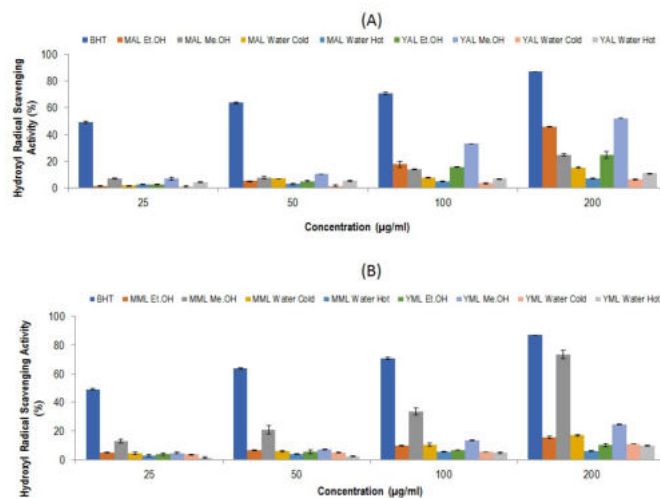 (A)
BHT MAL Et.OH MAL Me.OH MAL Water Cold MAL Water Hot YAL Et.OH YAL Me.OH YAL Water Cold YAL Water Hot
100
80
60
40
20
0
Hydroxyl Radical Scavenging
Activity (%)
25 50 100 200
Concentration (µg/ml)
(B)
BHT MML Et.OH MML Me.OH MML Water Cold MML Water Hot YML Et.OH YML Me.OH YML Water Cold YML Water Hot
100
80
60
40
20
0
Hydroxyl Radical Scavenging Activity
(%)
25 50 100 200
Concentration (µg/ml)